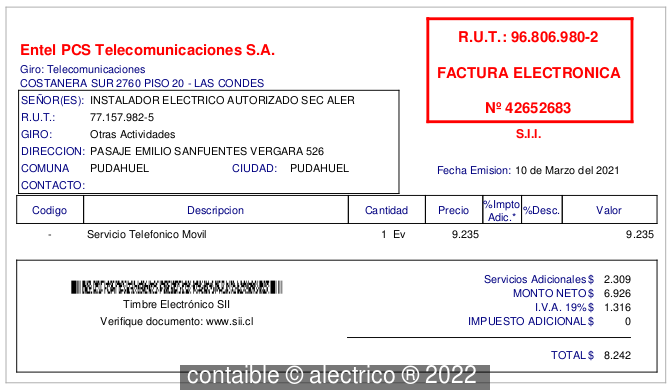 Entel PCS Telecomunicaciones S.A.
Giro: Telecomunicaciones
COSTANERA SUR 2760 PISO 20 - LAS CONDES
R.U.T.: 96.806.980-2
FACTURA ELECTRONICA
Nº 42652683
S.I.I.
SEÑOR(ES): INSTALADOR ELECTRICO AUTORIZADO SEC ALER
R.U.T.: 77.157.982-5
GIRO: Otras Actividades
DIRECCION: PASAJE EMILIO SANFUENTES VERGARA 526
COMUNA PUDAHUEL CIUDAD: PUDAHUEL
CONTACTO:
Fecha Emision: 10 de Marzo del 2021
Codigo Descripcion Cantidad Precio %Impto Adic.* %Desc. Valor
- Servicio Telefonico Movil 1 Ev 9.235 9.235
Timbre Electrónico SII
Verifique documento: www.sii.cl
Servicios Adicionales $ 2.309
MONTO NETO $ 6.926
I.V.A. 19% $ 1.316
IMPUESTO ADICIONAL $ 0
TOTAL $ 8.242
contaible © alectrico ® 2022